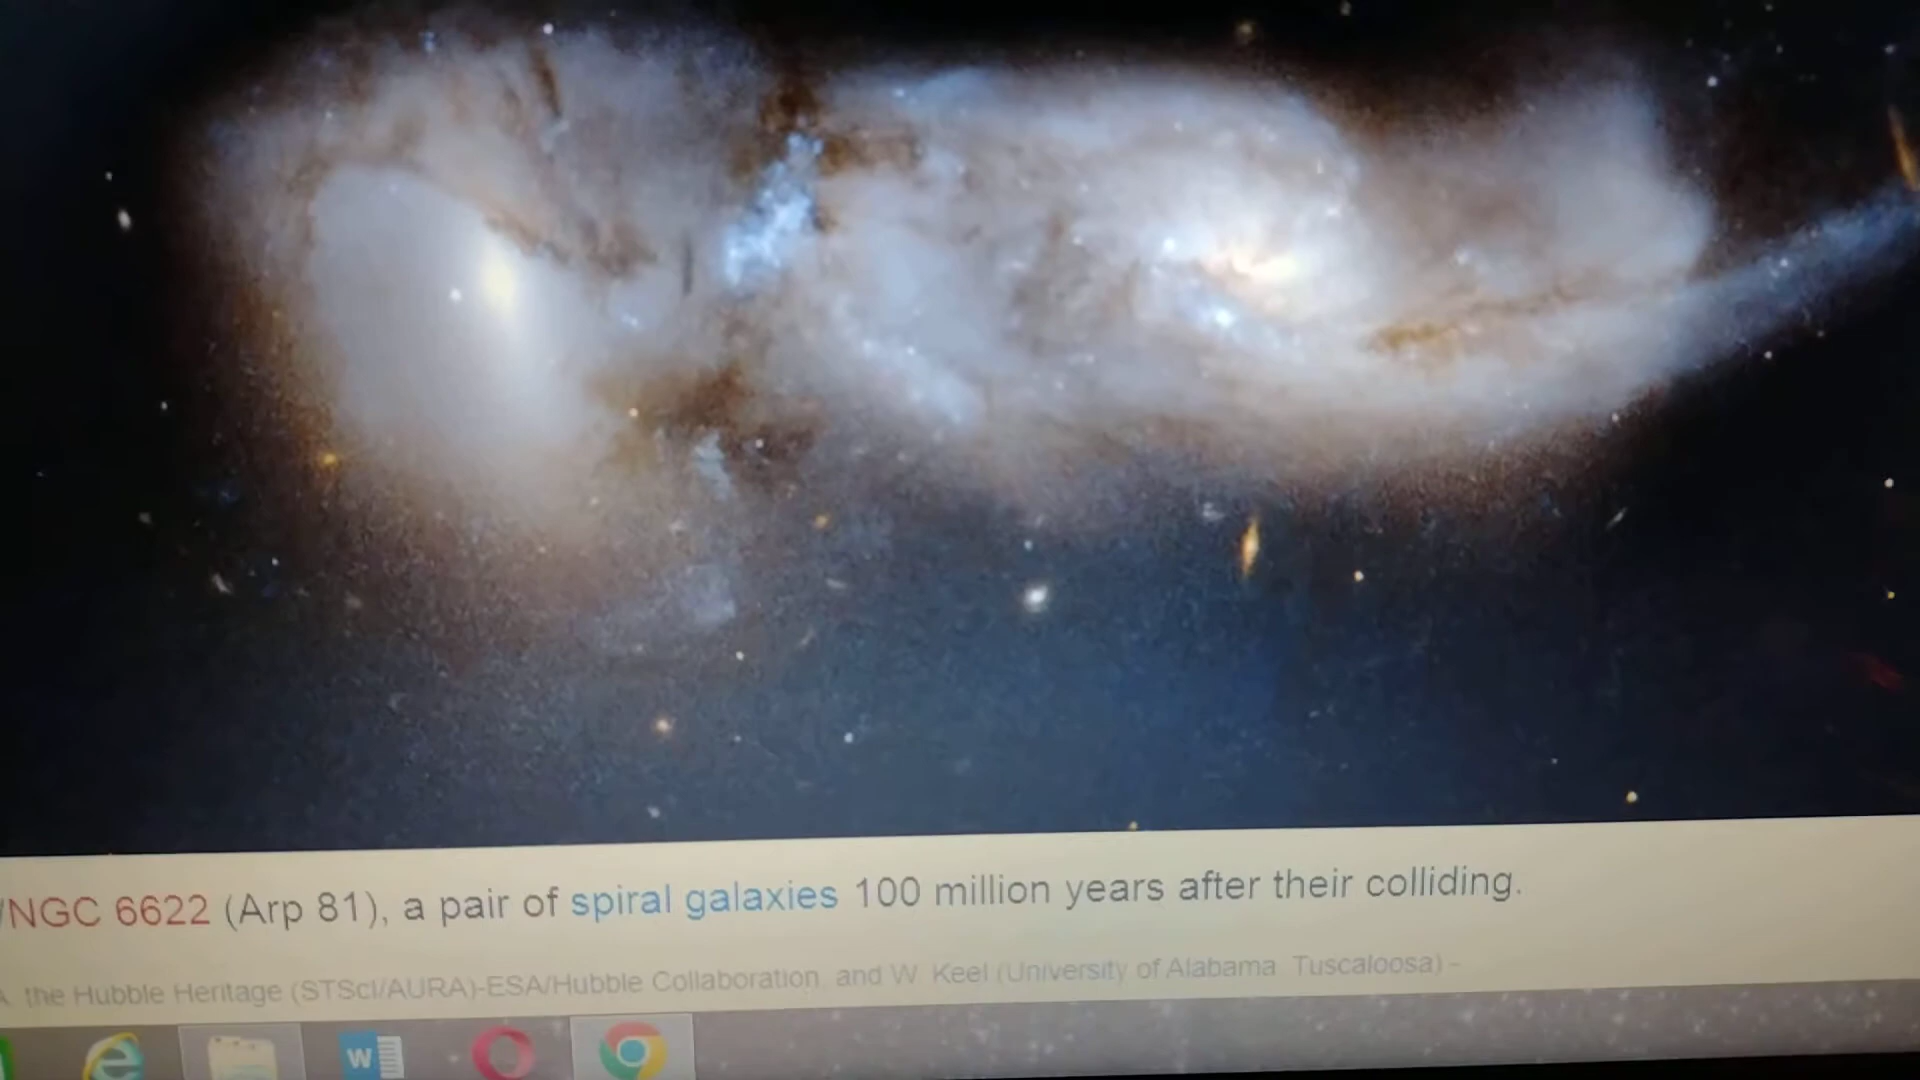 /NGC 6622 (Arp 81), a pair of spiral galaxies 100 million years after their colliding.
the Hubble Heritage (STScI/AURA)-ESA/Hubble Collaboration, and W. Keel (University of Alabama, Tuscaloosa) -
W